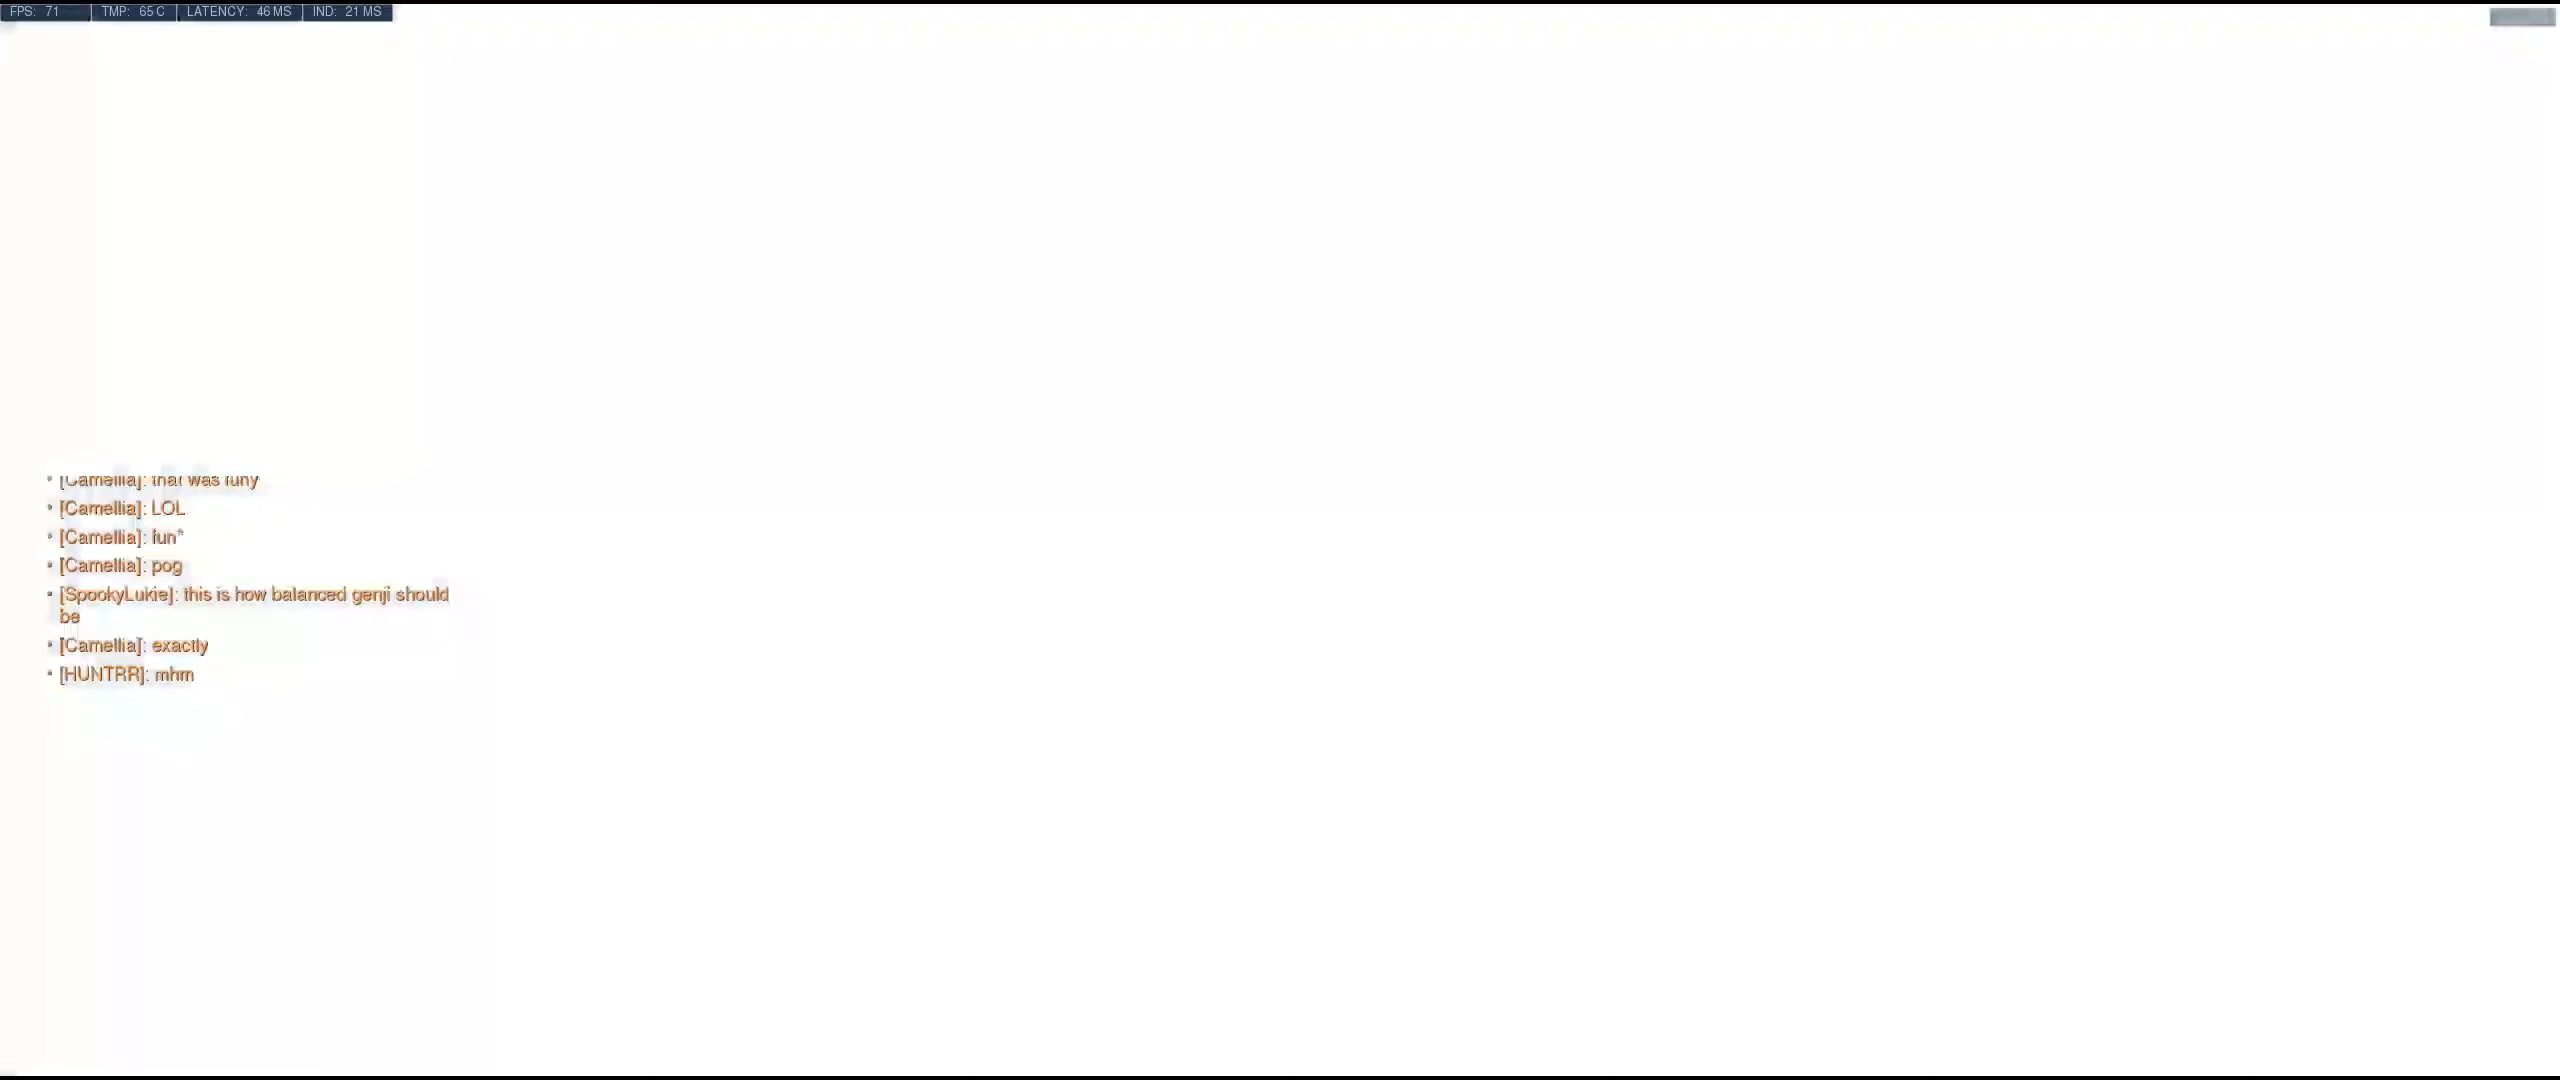 FPS: 71 TMP: 65 C LATENCY: 46 MS IND: 21 MS
[Camellia]: that was funy
[Camellia]: LOL
[Camellia]: fun*
[Camellia]: pog
[SpookyLukie]: this is how balanced genji should
be
[Camellia]: exactly
[HUNTRR]: mhm